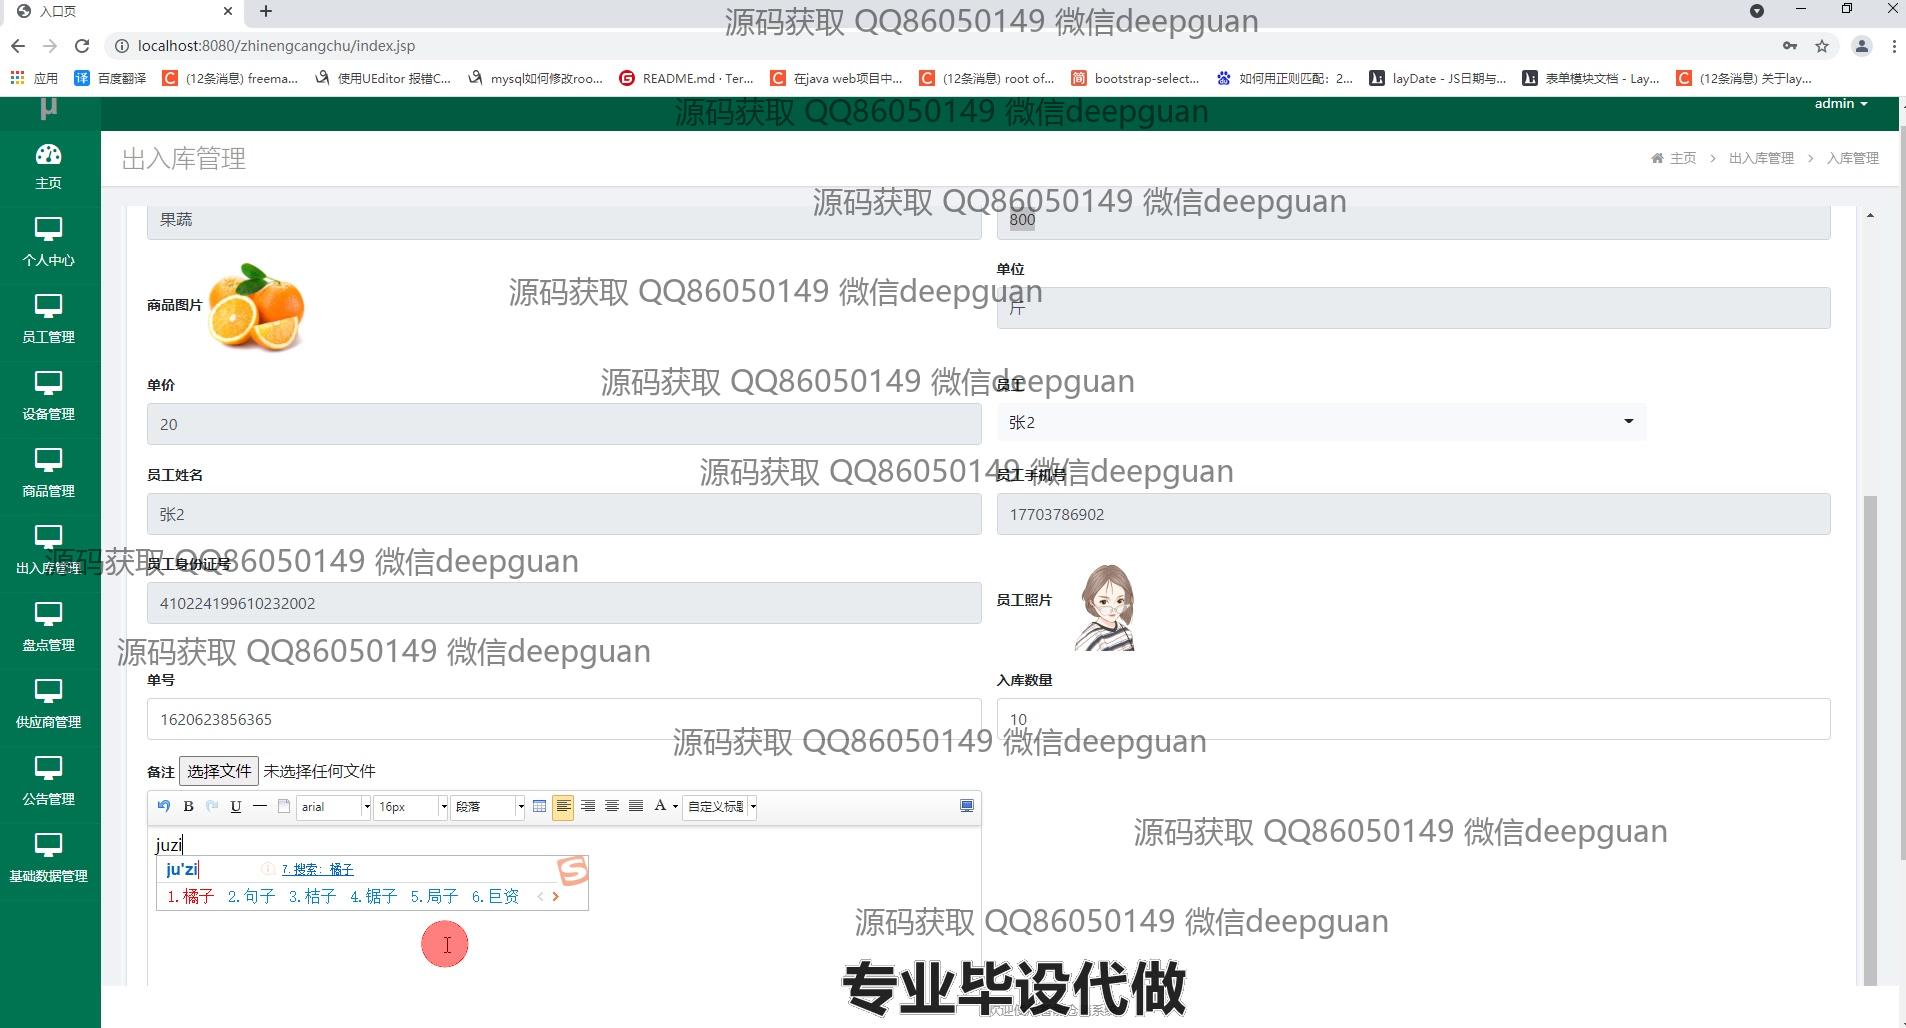 入口页
源码获取 QQ86050149 微信deepguan
localhost:8080/zhinengcangchu/index.jsp
应用 百度翻译 (12条消息) freema... 使用UEditor 报错C... mysql如何修改roo... README.md · Ter... 在java web项目中... (12条消息) root of... bootstrap-select... 如何用正则匹配：2... layDate - JS日期与... 表单模块文档 - Lay... (12条消息) 关于lay...
μ
源码获取 QQ86050149 微信deepguan
admin
出入库管理
主页 > 出入库管理 > 入库管理
主页
个人中心
员工管理
设备管理
商品管理
出入库管理
盘点管理
供应商管理
公告管理
基础数据管理
源码获取 QQ86050149 微信deepguan
果蔬
800
商品图片
源码获取 QQ86050149 微信deepguan
单位
斤
单价
源码获取 QQ86050149 微信deepguan
员工
20
张2
员工姓名
源码获取 QQ86050149 微信deepguan
员工手机号
张2
17703786902
源码获取 QQ86050149 微信deepguan
员工身份证号
410224199610232002
员工照片
源码获取 QQ86050149 微信deepguan
单号
入库数量
1620623856365
10
源码获取 QQ86050149 微信deepguan
备注 选择文件 未选择任何文件
B U arial 16px 段落 A 自定义标题
juzi
ju'zi 7.搜索：橘子
1.橘子 2.句子 3.桔子 4.锯子 5.局子 6.巨资
源码获取 QQ86050149 微信deepguan
源码获取 QQ86050149 微信deepguan
专业毕设代做